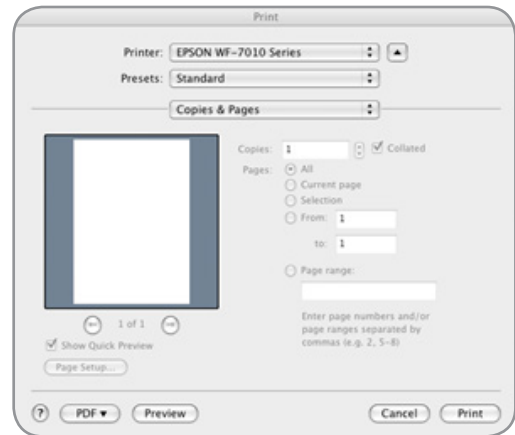 Print
Printer: EPSON WF-7010 Series
Presets: Standard
Copies & Pages
Copies: 1 Collated
Pages: All
Current page
Selection
From: 1
to: 1
Page range:
Enter page numbers and/or
page ranges separated by
commas (e.g. 2, 5-8)
1 of 1
Show Quick Preview
Page Setup...
? PDF Preview Cancel Print